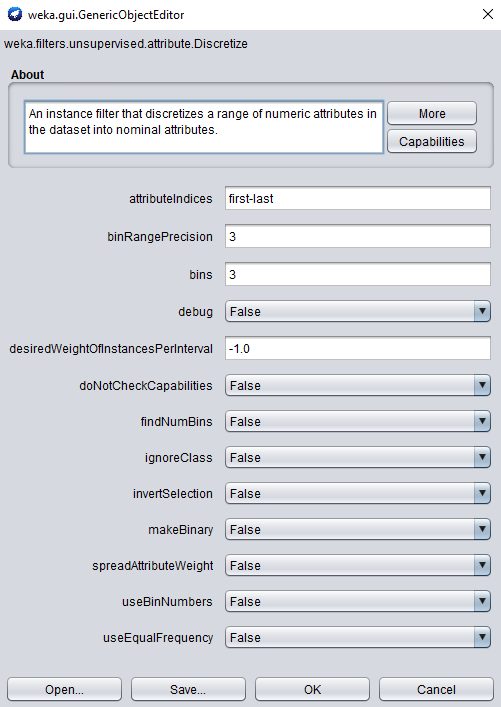 weka.gui.GenericObjectEditor
weka.filters.unsupervised.attribute.Discretize
About
An instance filter that discretizes a range of numeric attributes in
the dataset into nominal attributes.
More
Capabilities
attributeIndices first-last
binRangePrecision 3
bins 3
debug False
desiredWeightOfInstancesPerInterval -1.0
doNotCheckCapabilities False
findNumBins False
ignoreClass False
invertSelection False
makeBinary False
spreadAttributeWeight False
useBinNumbers False
useEqualFrequency False
Open... Save... OK Cancel